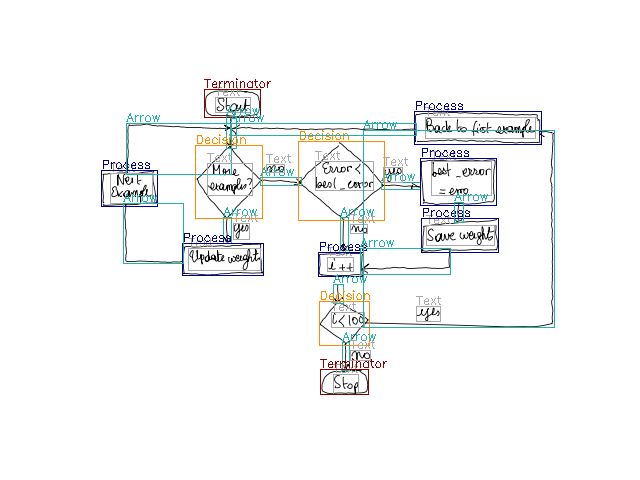 Terminator
Text
Start
Arrow
Arrow
Process
Back to first example
Arrow
Arrow
Decision
Text
More
examples?
Text
no
Arrow
Decision
Text
Error <
best_error
Text
yes
Arrow
Process
best_error
= erro
Arrow
Process
Next
Example
Arrow
Arrow
Text
yes
Process
Update weight
Arrow
Text
no
Process
Save weight
Arrow
Process
i ++
Arrow
Decision
Text
i < 100
Text
yes
Arrow
Text
no
Terminator
Text
Stop